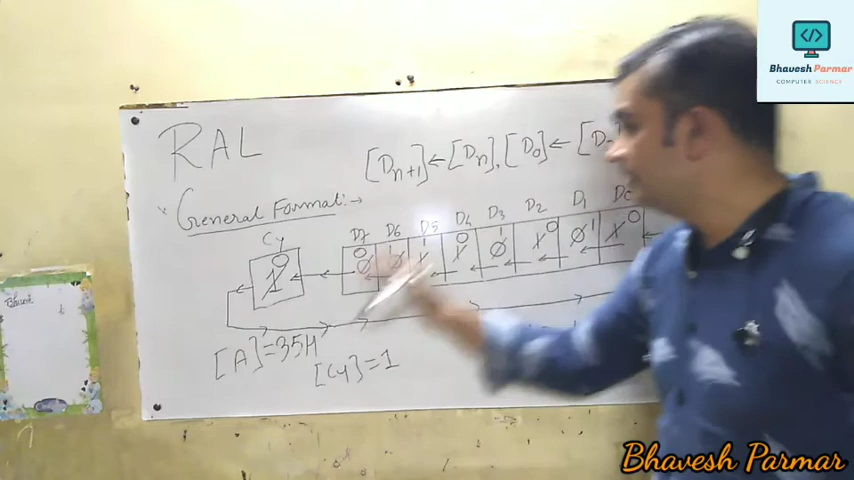 Bhavesh Parmar
COMPUTER SCIENCE
RAL
[Dn+1]←[Dn], [D0]←[D
General Format:→
Cy D7 D6 D5 D4 D3 D2 D1 D0
[A]=35H
[Cy]=1
Bhavesh Parmar